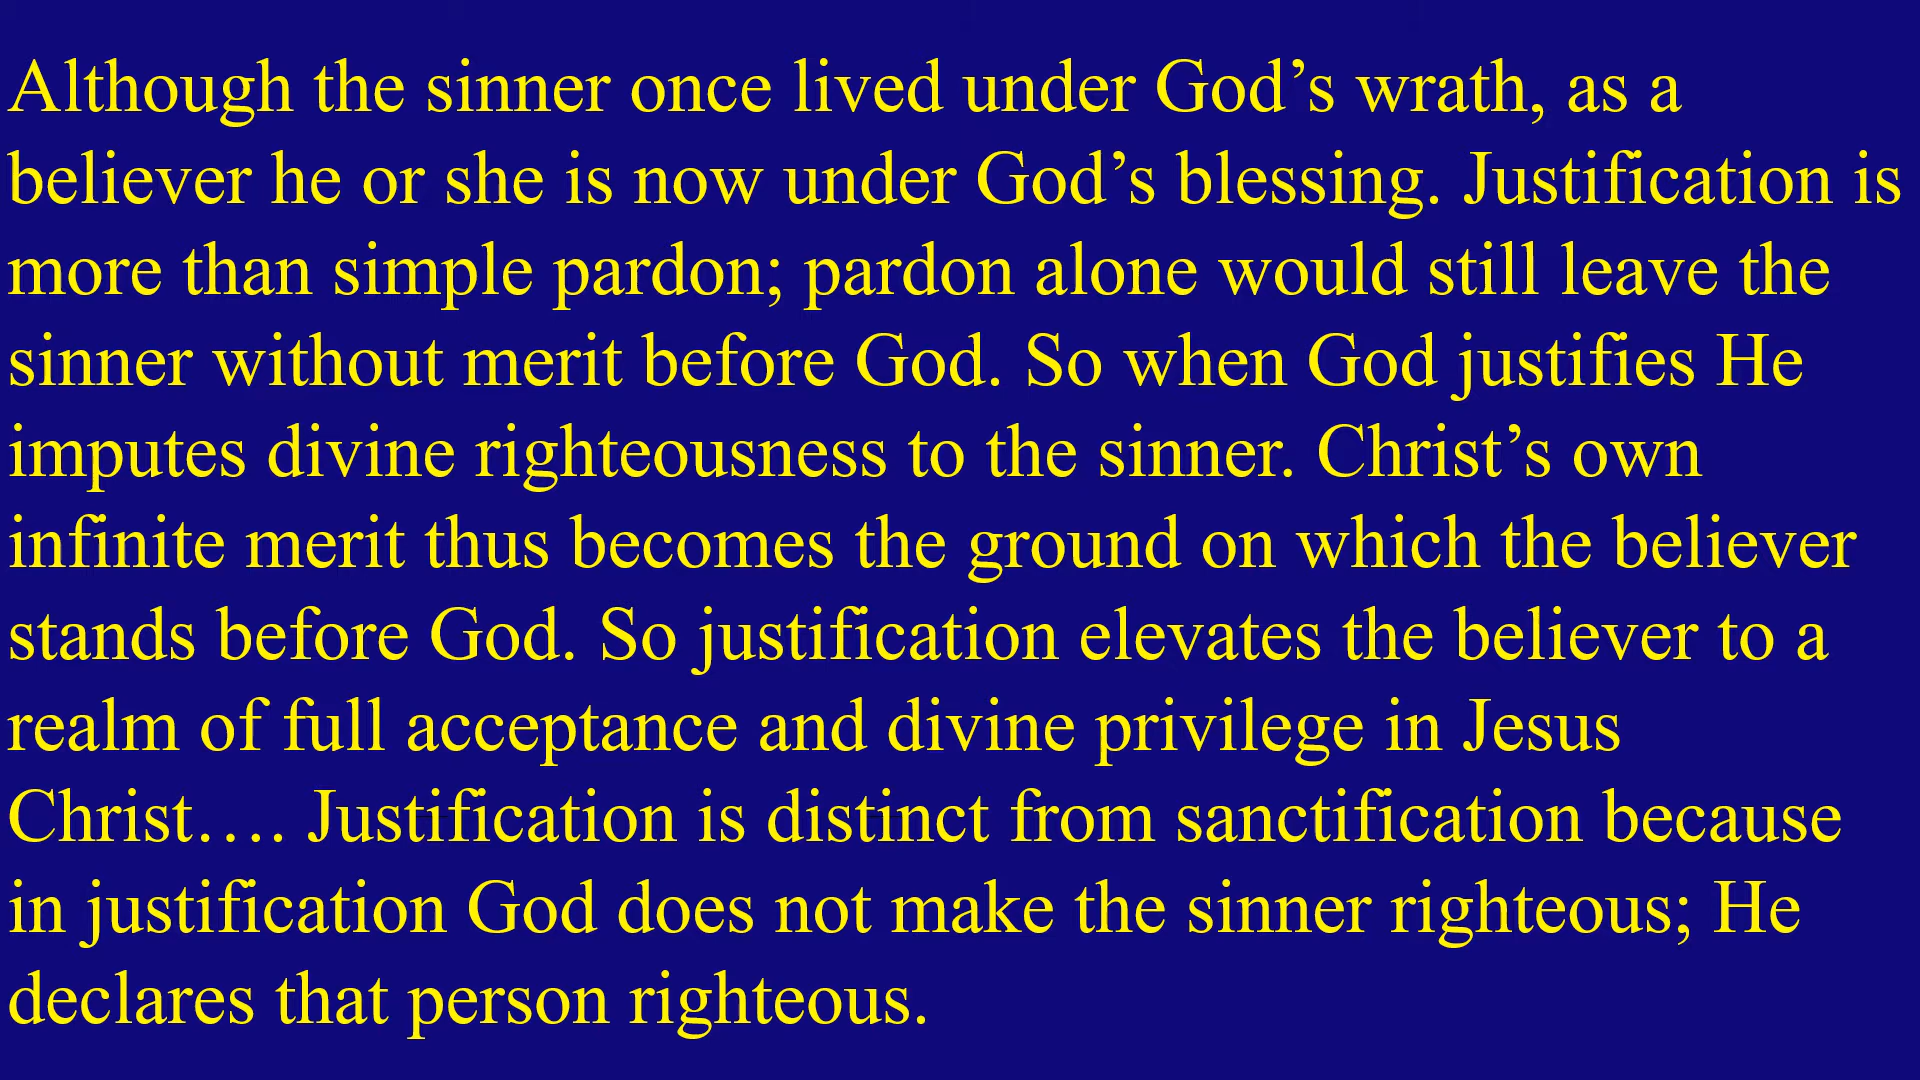 Although the sinner once lived under God’s wrath, as a
believer he or she is now under God’s blessing. Justification is
more than simple pardon; pardon alone would still leave the
sinner without merit before God. So when God justifies He
imputes divine righteousness to the sinner. Christ’s own
infinite merit thus becomes the ground on which the believer
stands before God. So justification elevates the believer to a
realm of full acceptance and divine privilege in Jesus
Christ…. Justification is distinct from sanctification because
in justification God does not make the sinner righteous; He
declares that person righteous.